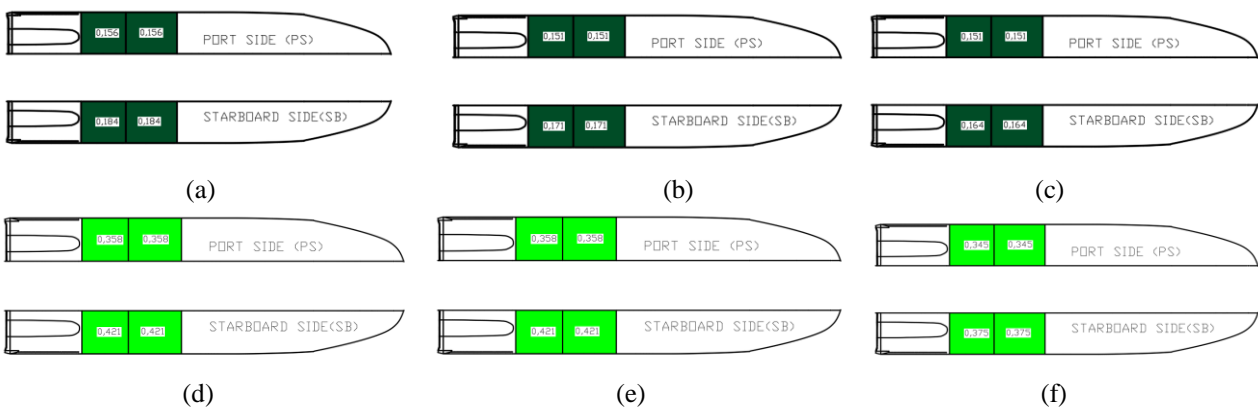 0,156 0,156 PORT SIDE (PS)
0,184 0,184 STARBOARD SIDE(SB)
(a)
0,151 0,151 PORT SIDE (PS)
0,171 0,171 STARBOARD SIDE(SB)
(b)
0,151 0,151 PORT SIDE (PS)
0,164 0,164 STARBOARD SIDE(SB)
(c)
0,358 0,358 PORT SIDE (PS)
0,421 0,421 STARBOARD SIDE(SB)
(d)
0,358 0,358 PORT SIDE (PS)
0,421 0,421 STARBOARD SIDE(SB)
(e)
0,345 0,345 PORT SIDE (PS)
0,375 0,375 STARBOARD SIDE(SB)
(f)